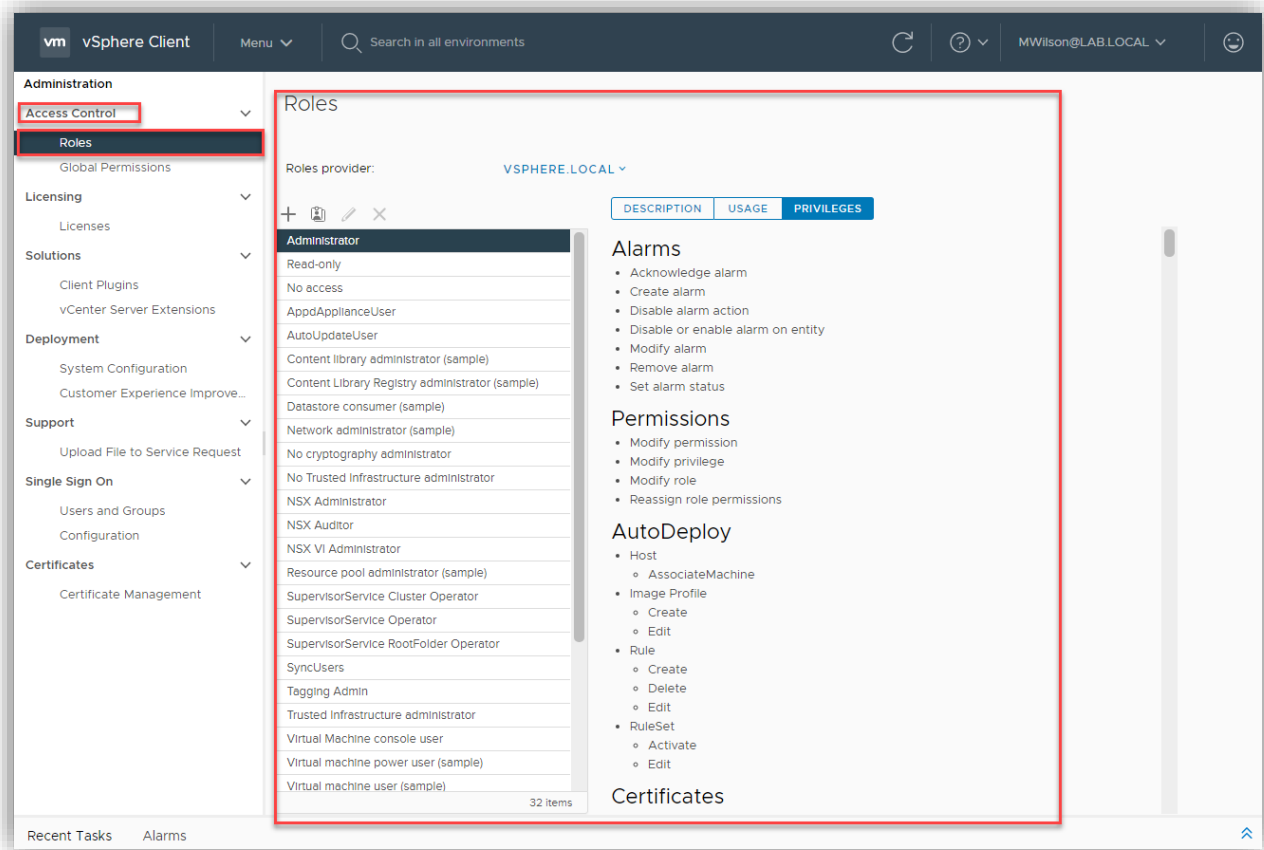 vm vSphere Client Menu Search in all environments MWilson@LAB.LOCAL
Administration
Access Control
Roles
Global Permissions
Licensing
Licenses
Solutions
Client Plugins
vCenter Server Extensions
Deployment
System Configuration
Customer Experience Improve...
Support
Upload File to Service Request
Single Sign On
Users and Groups
Configuration
Certificates
Certificate Management
Roles
Roles provider: VSPHERE.LOCAL
Administrator
Read-only
No access
AppdApplianceUser
AutoUpdateUser
Content library administrator (sample)
Content Library Registry administrator (sample)
Datastore consumer (sample)
Network administrator (sample)
No cryptography administrator
No Trusted Infrastructure administrator
NSX Administrator
NSX Auditor
NSX VI Administrator
Resource pool administrator (sample)
SupervisorService Cluster Operator
SupervisorService Operator
SupervisorService RootFolder Operator
SyncUsers
Tagging Admin
Trusted Infrastructure administrator
Virtual Machine console user
Virtual machine power user (sample)
Virtual machine user (sample)
32 items
DESCRIPTION USAGE PRIVILEGES
Alarms
• Acknowledge alarm
• Create alarm
• Disable alarm action
• Disable or enable alarm on entity
• Modify alarm
• Remove alarm
• Set alarm status
Permissions
• Modify permission
• Modify privilege
• Modify role
• Reassign role permissions
AutoDeploy
• Host
◦ AssociateMachine
• Image Profile
◦ Create
◦ Edit
• Rule
◦ Create
◦ Delete
◦ Edit
• RuleSet
◦ Activate
◦ Edit
Certificates
Recent Tasks Alarms